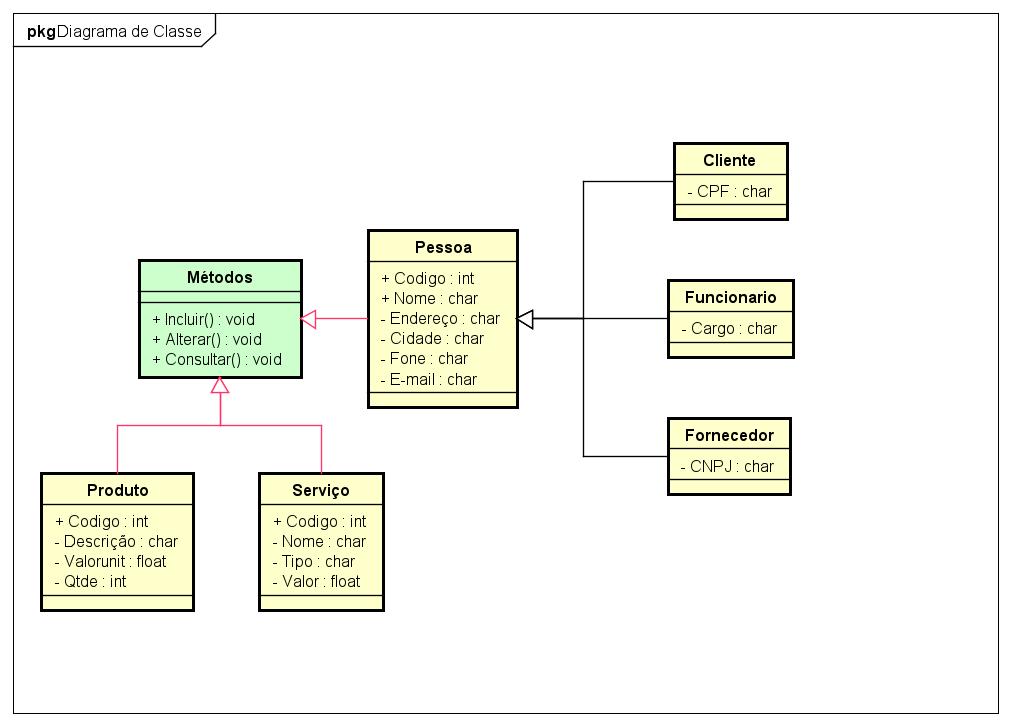 pkg Diagrama de Classe
Cliente
- CPF : char
Pessoa
+ Codigo : int
+ Nome : char
- Endereço : char
- Cidade : char
- Fone : char
- E-mail : char
Métodos
+ Incluir() : void
+ Alterar() : void
+ Consultar() : void
Funcionario
- Cargo : char
Fornecedor
- CNPJ : char
Produto
+ Codigo : int
- Descrição : char
- Valorunit : float
- Qtde : int
Serviço
+ Codigo : int
- Nome : char
- Tipo : char
- Valor : float